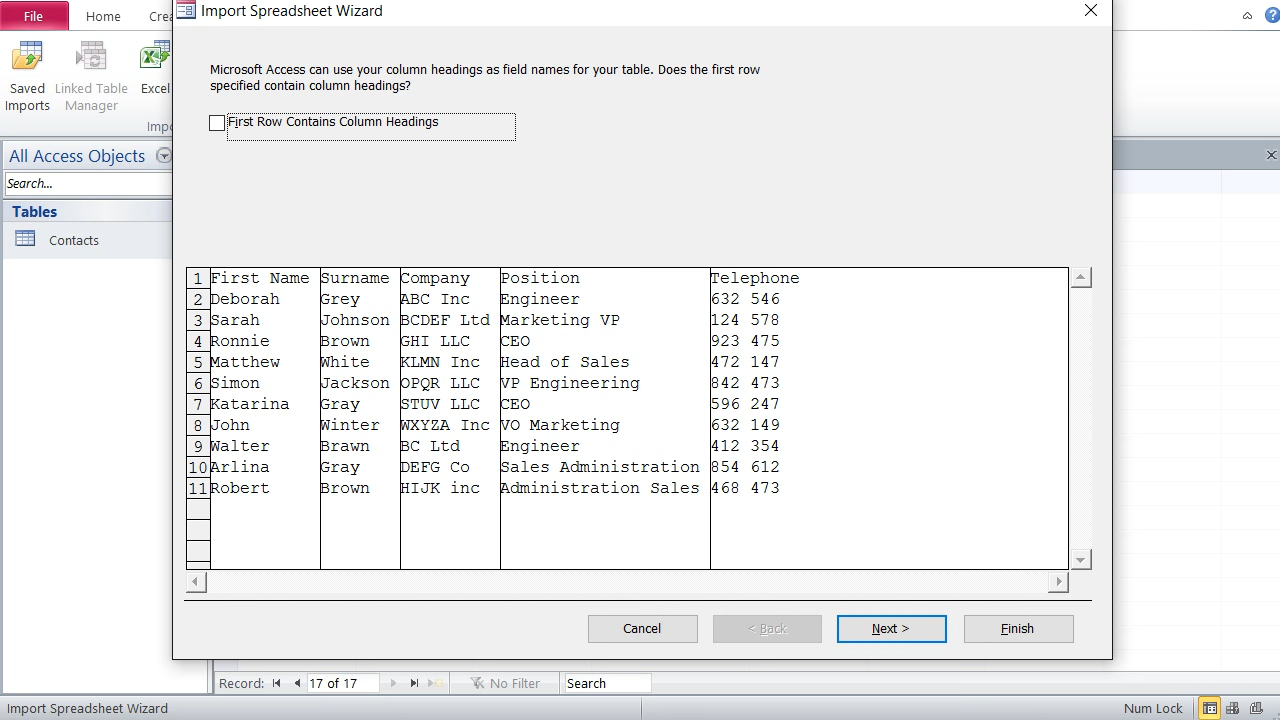 Import Spreadsheet Wizard
File Home Crea
Saved Imports
Linked Table Manager
Excel
Impo
Microsoft Access can use your column headings as field names for your table. Does the first row
specified contain column headings?
First Row Contains Column Headings
All Access Objects
Search...
Tables
Contacts
1 First Name Surname Company Position Telephone
2 Deborah Grey ABC Inc Engineer 632 546
3 Sarah Johnson BCDEF Ltd Marketing VP 124 578
4 Ronnie Brown GHI LLC CEO 923 475
5 Matthew White KLMN Inc Head of Sales 472 147
6 Simon Jackson OPQR LLC VP Engineering 842 473
7 Katarina Gray STUV LLC CEO 596 247
8 John Winter WXYZA Inc VO Marketing 632 149
9 Walter Brawn BC Ltd Engineer 412 354
10 Arlina Gray DEFG Co Sales Administration 854 612
11 Robert Brown HIJK inc Administration Sales 468 473
Cancel < Back Next > Finish
Record: 17 of 17 No Filter Search
Import Spreadsheet Wizard Num Lock